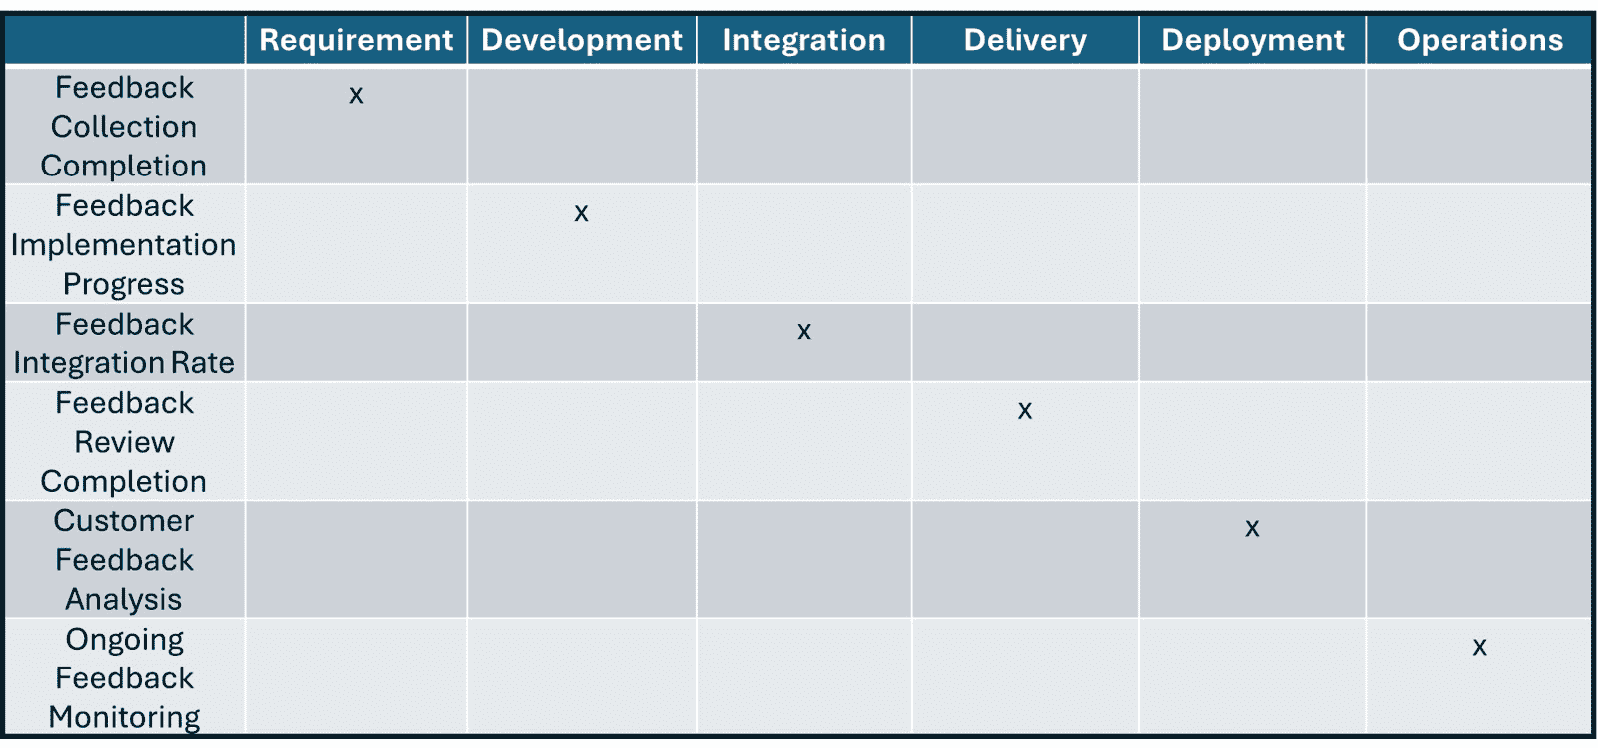 Requirement Development Integration Delivery Deployment Operations
Feedback x
Collection
Completion
Feedback x
Implementation
Progress
Feedback x
Integration Rate
Feedback x
Review
Completion
Customer x
Feedback
Analysis
Ongoing x
Feedback
Monitoring